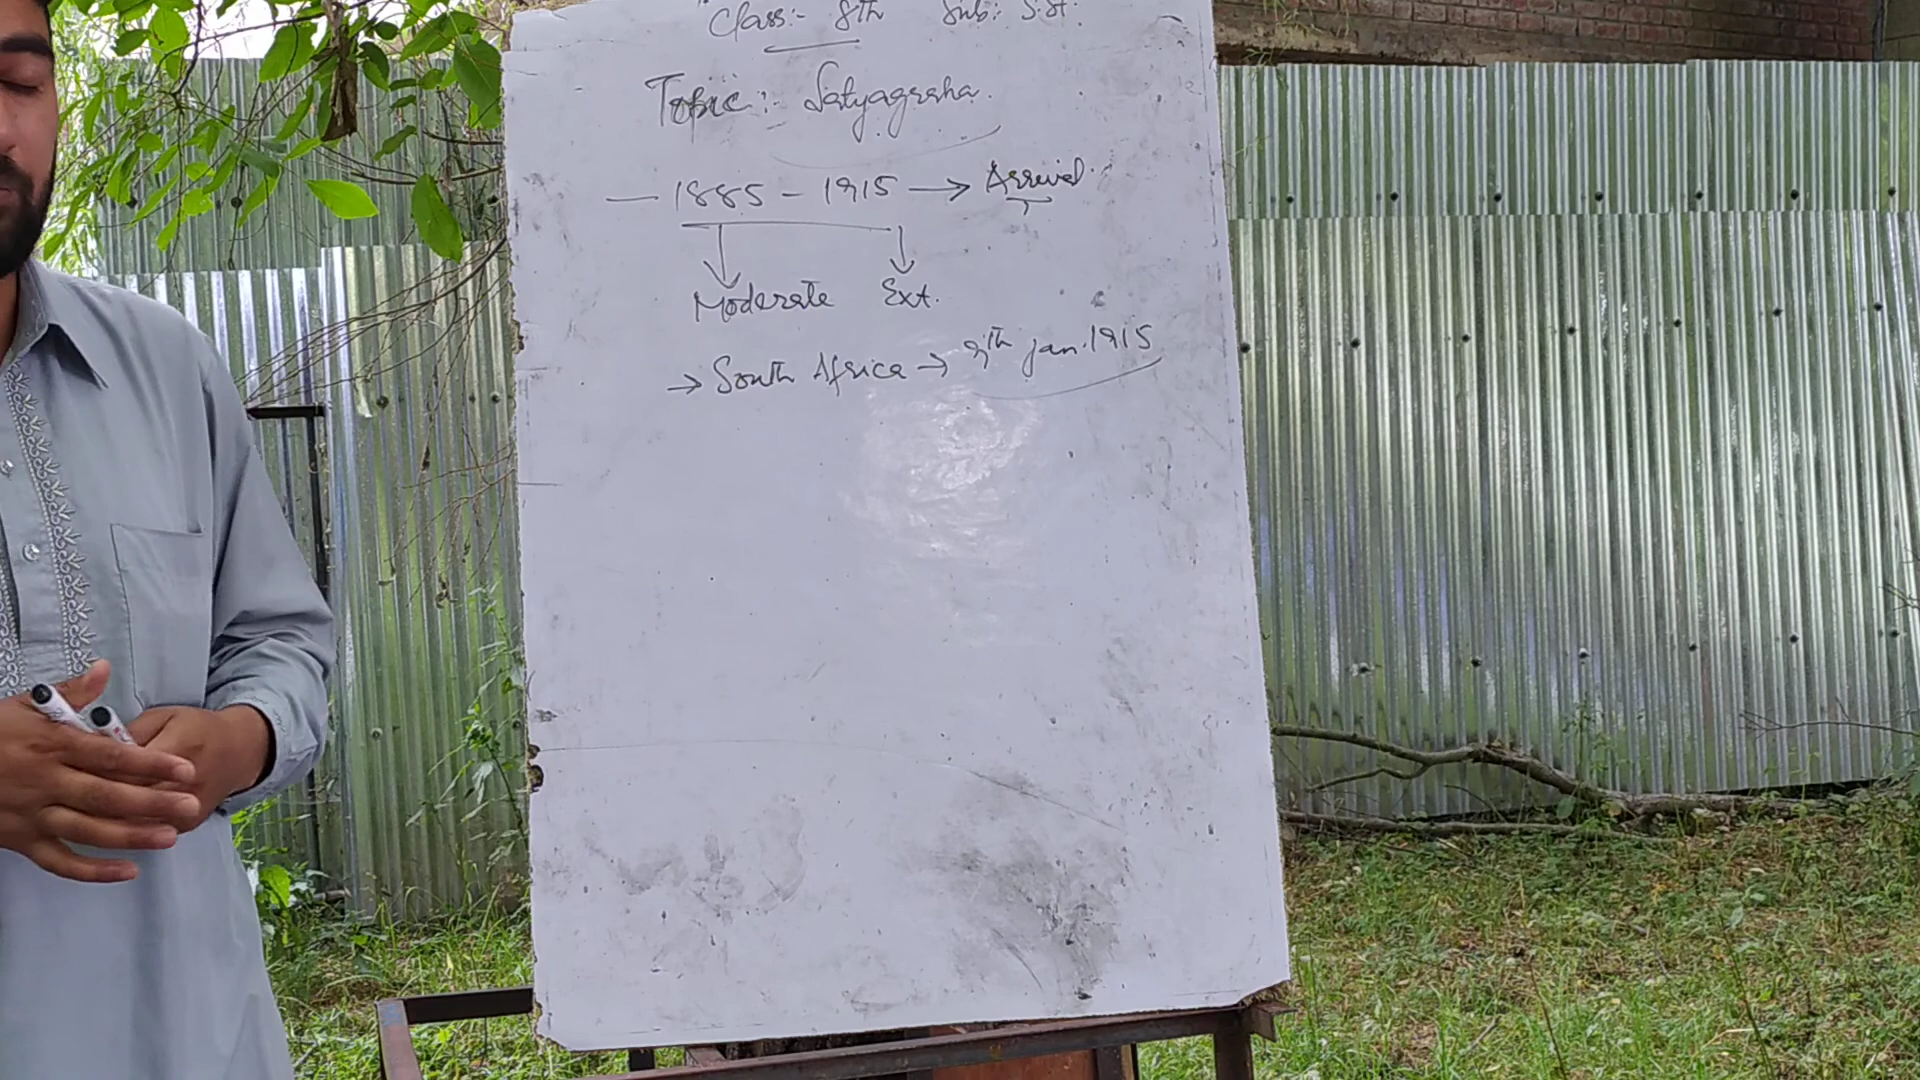 Class:- 8th Sub: S.St.
Topic:- Satyagraha.
— 1885 - 1915 → Arrival.
Moderate Ext.
→ South Africa → 9th jan. 1915